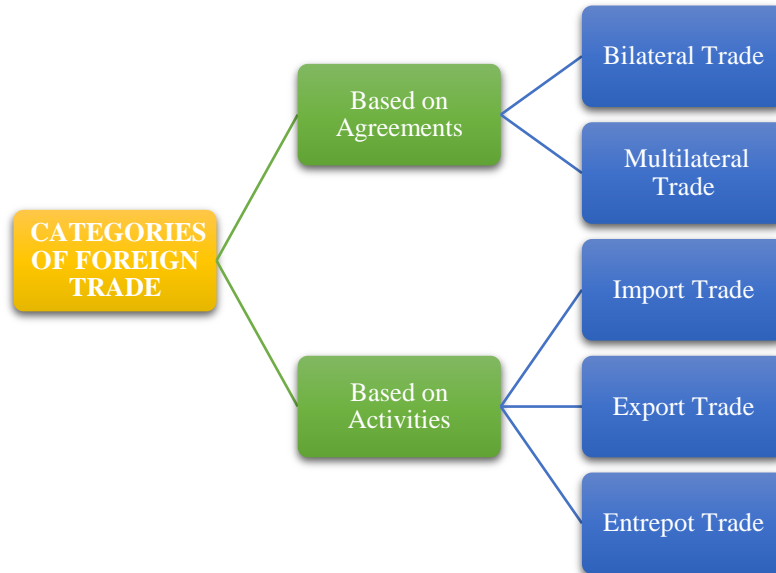 CATEGORIES
OF FOREIGN
TRADE
Based on
Agreements
Bilateral Trade
Multilateral
Trade
Based on
Activities
Import Trade
Export Trade
Entrepot Trade